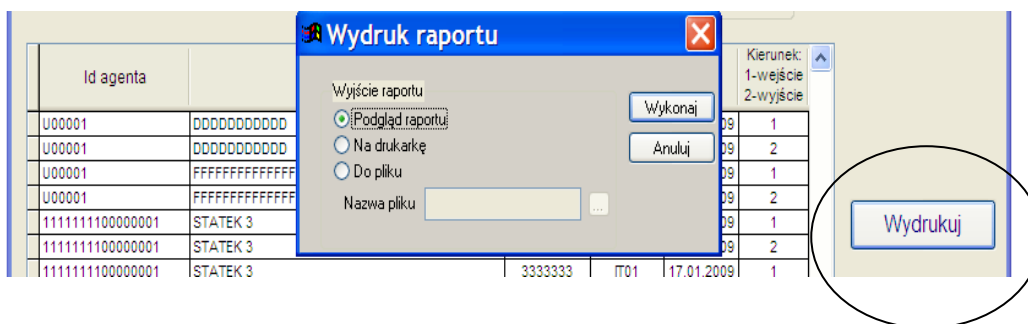 Wydruk raportu
Id agenta
Kierunek:
1-wejście
2-wyjście
Wyjście raportu
Podgląd raportu
Na drukarkę
Do pliku
Nazwa pliku
...
Wykonaj
Anuluj
U00001 DDDDDDDDDDD 09 1
U00001 DDDDDDDDDDD 09 2
U00001 FFFFFFFFFFFFFF 09 1
U00001 FFFFFFFFFFFFFF 09 2
1111111100000001 STATEK 3 09 1
1111111100000001 STATEK 3 09 2
1111111100000001 STATEK 3 3333333 IT01 17.01.2009 1
Wydrukuj